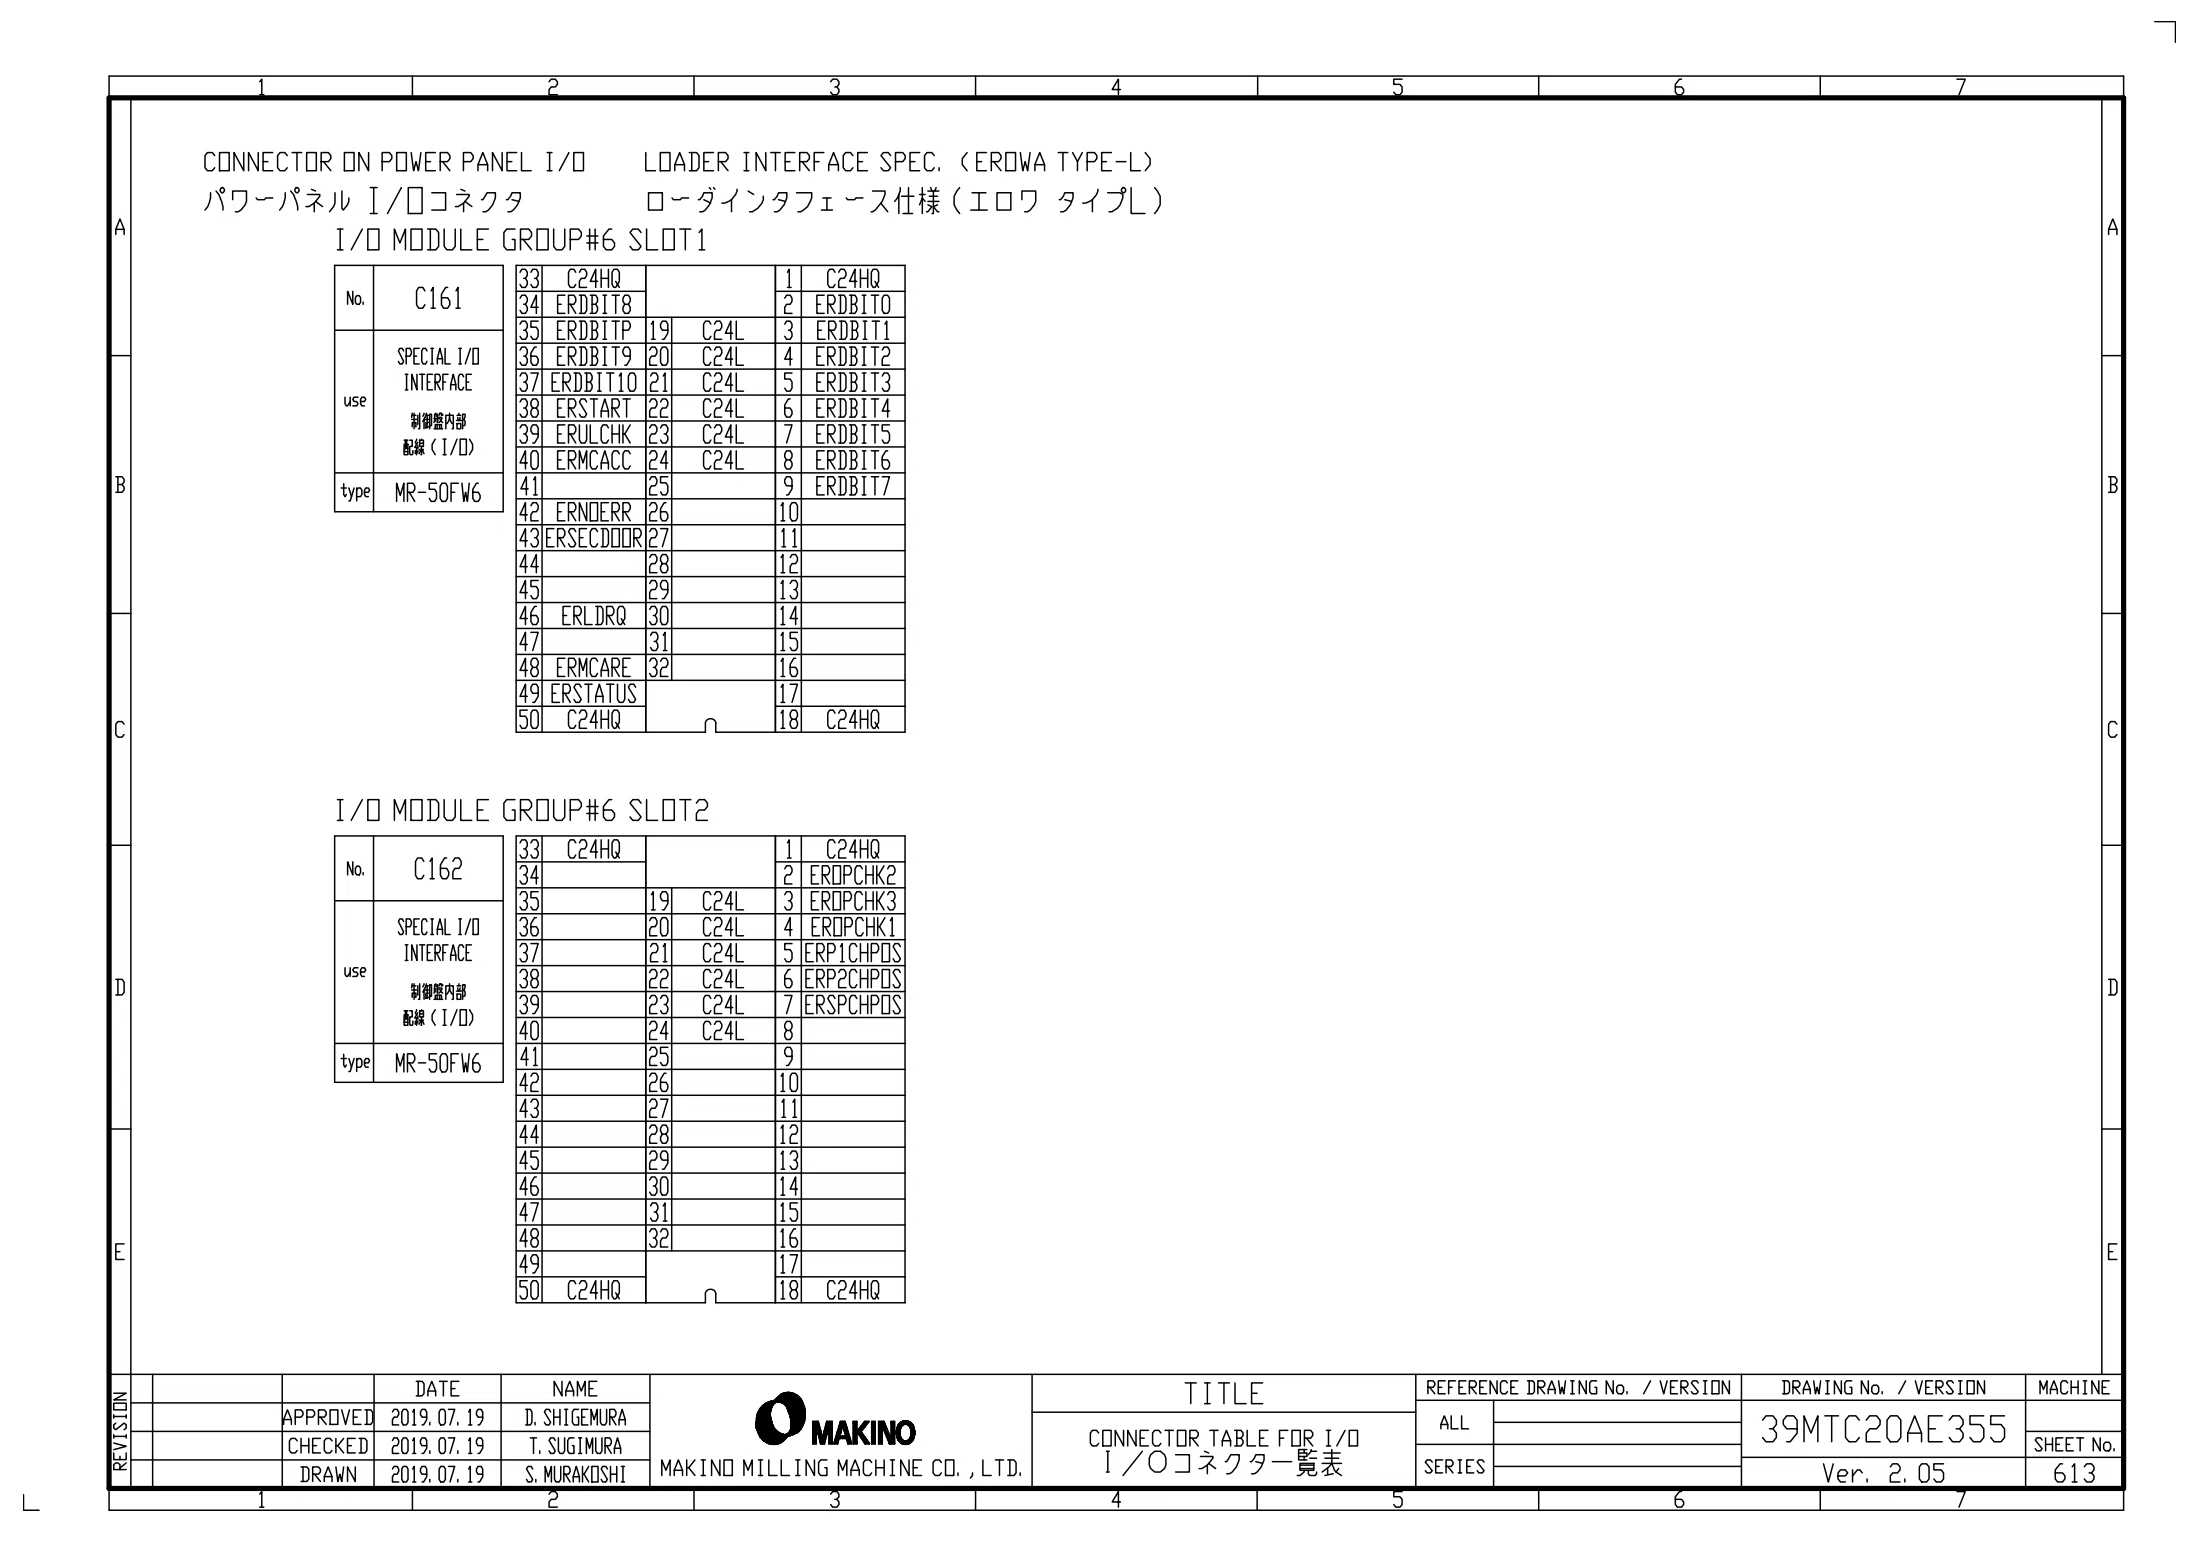 1 2 3 4 5 6 7
CONNECTOR ON POWER PANEL I/O LOADER INTERFACE SPEC. (EROWA TYPE-L)
パワーパネル I/Oコネクタ ローダインタフェース仕様(エロワ タイプL)
A A
B B
C C
D D
E E
I/O MODULE GROUP#6 SLOT1
No. C161
use SPECIAL I/O
INTERFACE
制御盤内部
配線(I/O)
type MR-50FW6
33 C24HQ 1 C24HQ
34 ERDBIT8 2 ERDBIT0
35 ERDBITP 19 C24L 3 ERDBIT1
36 ERDBIT9 20 C24L 4 ERDBIT2
37 ERDBIT10 21 C24L 5 ERDBIT3
38 ERSTART 22 C24L 6 ERDBIT4
39 ERULCHK 23 C24L 7 ERDBIT5
40 ERMCACC 24 C24L 8 ERDBIT6
41 25 9 ERDBIT7
42 ERNOERR 26 10
43 ERSECDOOR 27 11
44 28 12
45 29 13
46 ERLDRQ 30 14
47 31 15
48 ERMCARE 32 16
49 ERSTATUS 17
50 C24HQ 18 C24HQ
I/O MODULE GROUP#6 SLOT2
No. C162
use SPECIAL I/O
INTERFACE
制御盤内部
配線(I/O)
type MR-50FW6
33 C24HQ 1 C24HQ
34 2 EROPCHK2
35 19 C24L 3 EROPCHK3
36 20 C24L 4 EROPCHK1
37 21 C24L 5 ERP1CHPOS
38 22 C24L 6 ERP2CHPOS
39 23 C24L 7 ERSPCHPOS
40 24 C24L 8
41 25 9
42 26 10
43 27 11
44 28 12
45 29 13
46 30 14
47 31 15
48 32 16
49 17
50 C24HQ 18 C24HQ
REVISION
DATE NAME
APPROVED 2019.07.19 D. SHIGEMURA
CHECKED 2019.07.19 T. SUGIMURA
DRAWN 2019.07.19 S. MURAKOSHI
MAKINO
MAKINO MILLING MACHINE CO.,LTD.
TITLE
CONNECTOR TABLE FOR I/O
I/Oコネクター覧表
REFERENCE DRAWING No. / VERSION
ALL
SERIES
DRAWING No. / VERSION
39MTC20AE355
Ver. 2.05
MACHINE
SHEET No.
613
1 2 3 4 5 6 7